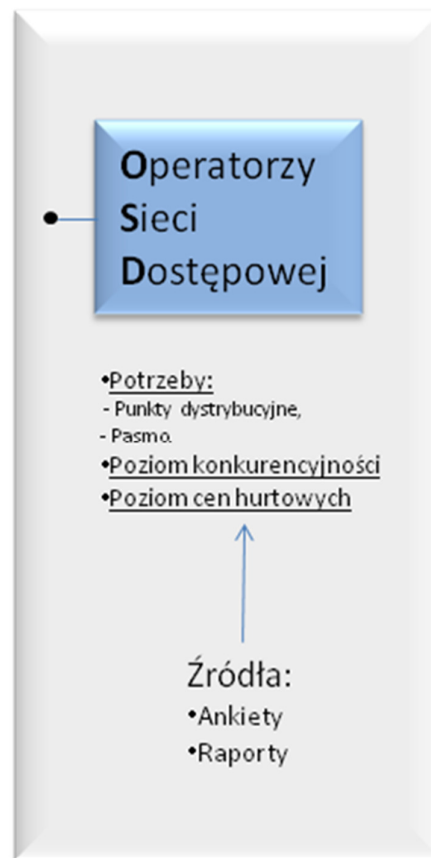 Operatorzy
Sieci
Dostępowej
•Potrzeby:
- Punkty dystrybucyjne,
- Pasmo.
•Poziom konkurencyjności
•Poziom cen hurtowych
Źródła:
•Ankiety
•Raporty